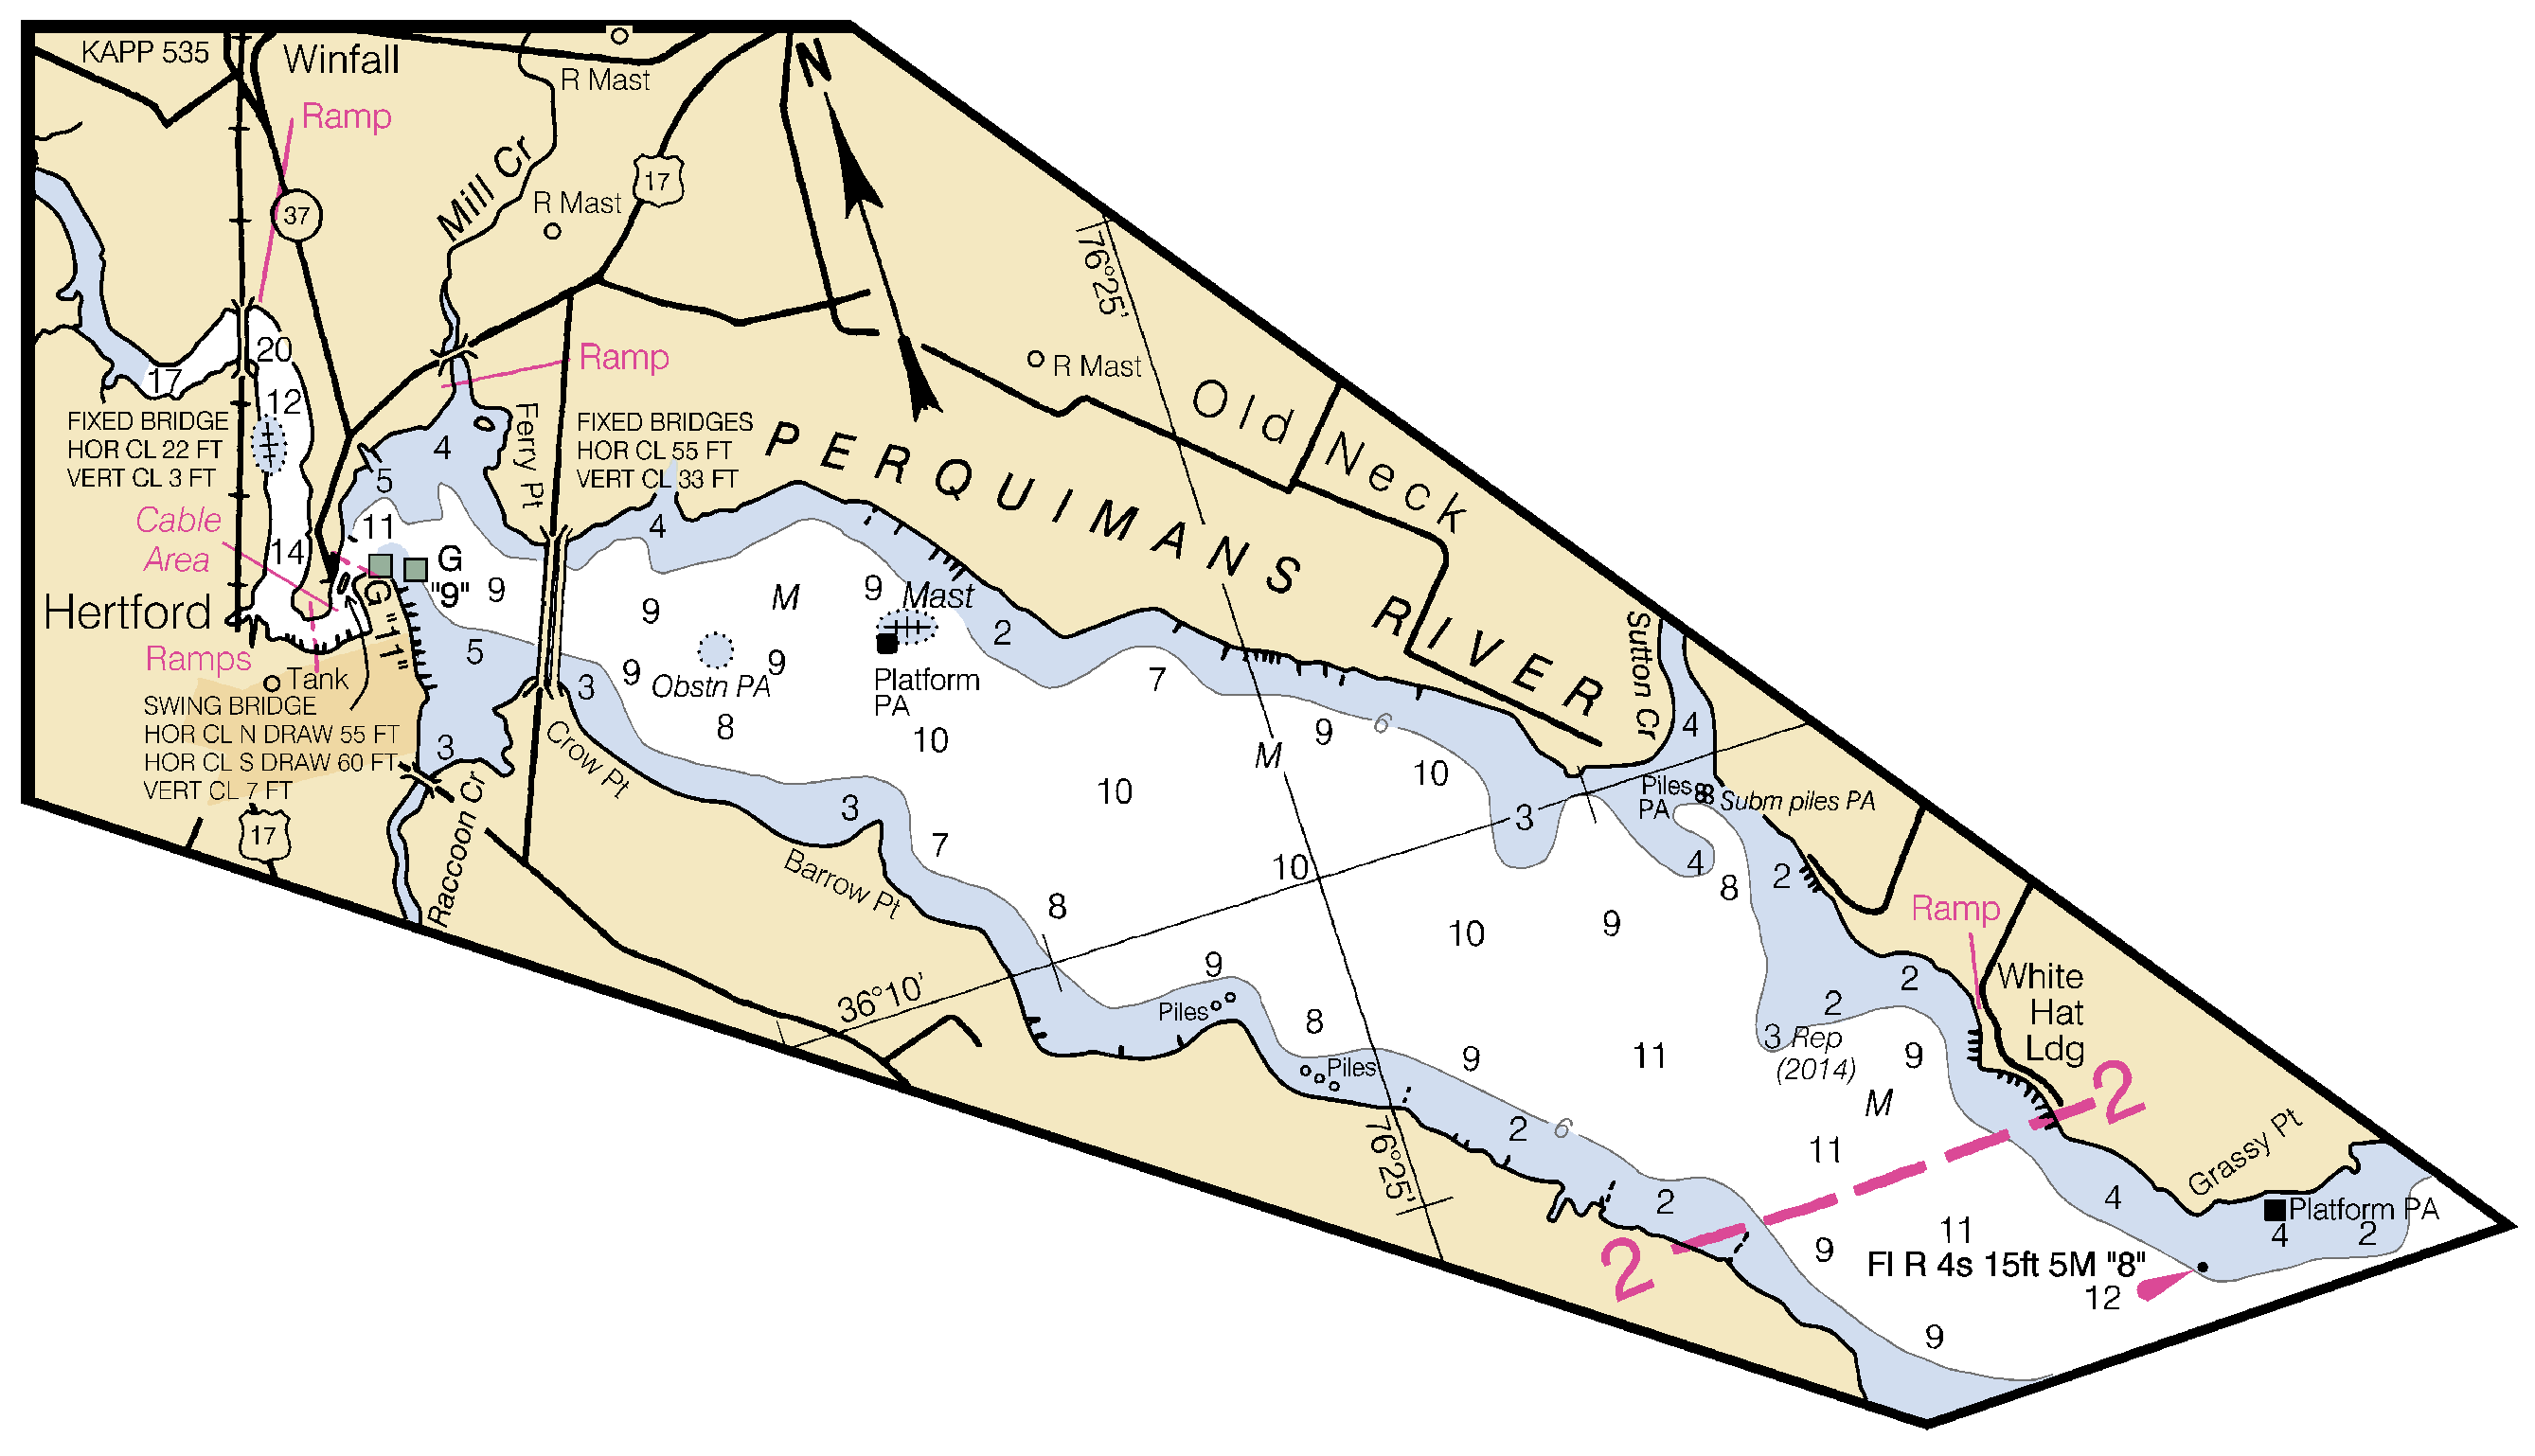 KAPP 535
Winfall
R Mast
Ramp
N
Mill Cr
17
R Mast
37
76°25'
20
Ramp
R Mast
17
12
Old Neck
FIXED BRIDGE
HOR CL 22 FT
VERT CL 3 FT
4
Ferry Pt
FIXED BRIDGES
HOR CL 55 FT
VERT CL 33 FT
PERQUIMANS RIVER
5
Cable
Area
11
4
14
G
"9"
9
G "11"
Hertford
9
M
9
Mast
2
Ramps
5
Tank
3
9
Obstn PA
9
Platform
PA
7
Sutton Cr
SWING BRIDGE
HOR CL N DRAW 55 FT
HOR CL S DRAW 60 FT
VERT CL 7 FT
3
8
10
9
6
4
M
Crow Pt
10
10
Piles
PA
Subm piles PA
17
Raccoon Cr
3
7
3
Barrow Pt
10
4
8
2
8
10
9
Ramp
36°10'
9
2
White
Hat
Ldg
Piles
8
2
3 Rep
(2014)
9
11
9
Piles
M
2
76°25'
2
6
11
Grassy Pt
2
4
Platform PA
2
9
11
4
2
Fl R 4s 15ft 5M "8"
12
9